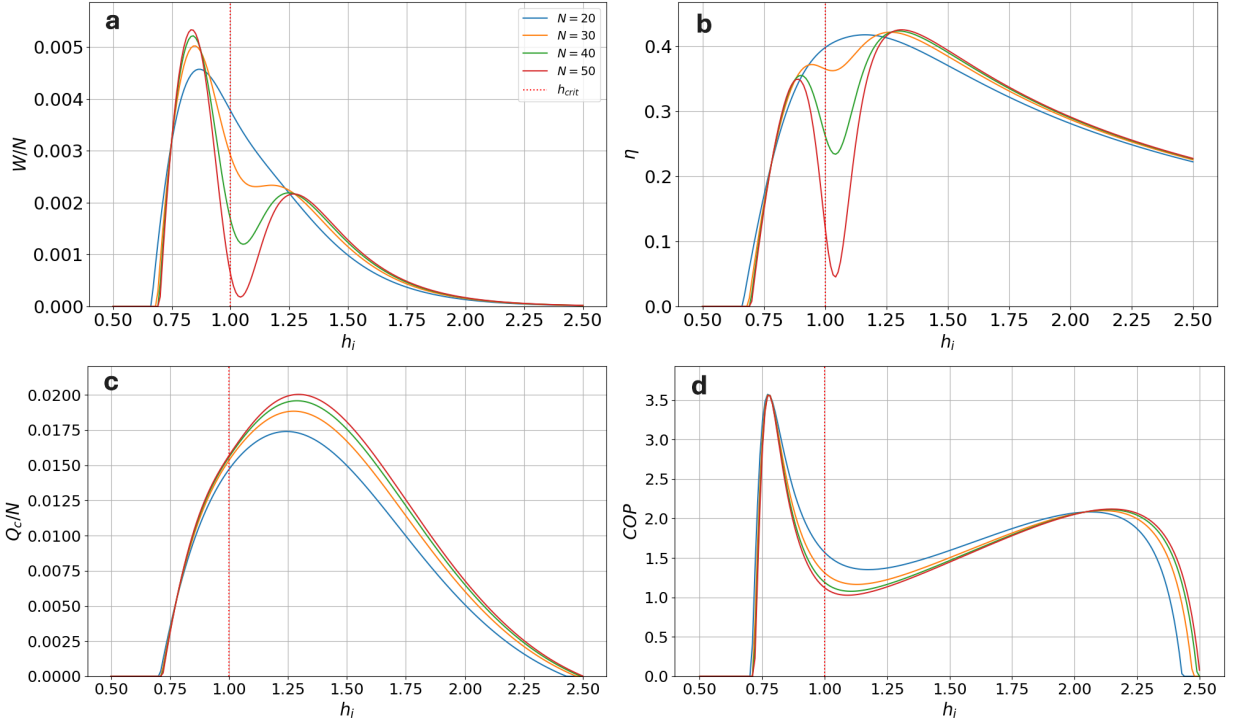 a
W/N
0.005
0.004
0.003
0.002
0.001
0.000
N = 20
N = 30
N = 40
N = 50
h_crit
0.50 0.75 1.00 1.25 1.50 1.75 2.00 2.25 2.50
h_i
b
η
0.4
0.3
0.2
0.1
0.0
0.50 0.75 1.00 1.25 1.50 1.75 2.00 2.25 2.50
h_i
c
Q_c/N
0.0200
0.0175
0.0150
0.0125
0.0100
0.0075
0.0050
0.0025
0.0000
0.50 0.75 1.00 1.25 1.50 1.75 2.00 2.25 2.50
h_i
d
COP
3.5
3.0
2.5
2.0
1.5
1.0
0.5
0.0
0.50 0.75 1.00 1.25 1.50 1.75 2.00 2.25 2.50
h_i